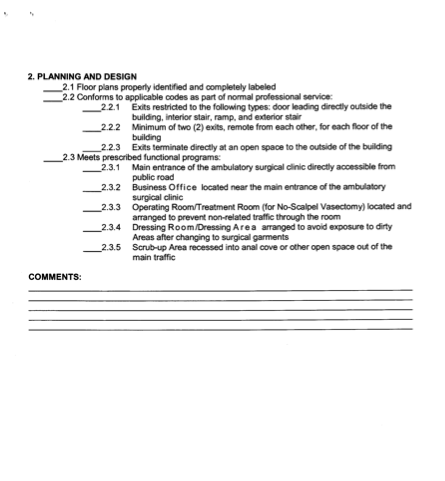 2. PLANNING AND DESIGN
____2.1 Floor plans properly identified and completely labeled
____2.2 Conforms to applicable codes as part of normal professional service:
____2.2.1 Exits restricted to the following types: door leading directly outside the
building, interior stair, ramp, and exterior stair
____2.2.2 Minimum of two (2) exits, remote from each other, for each floor of the
building
____2.2.3 Exits terminate directly at an open space to the outside of the building
____2.3 Meets prescribed functional programs:
____2.3.1 Main entrance of the ambulatory surgical clinic directly accessible from
public road
____2.3.2 Business Office located near the main entrance of the ambulatory
surgical clinic
____2.3.3 Operating Room/Treatment Room (for No-Scalpel Vasectomy) located and
arranged to prevent non-related traffic through the room
____2.3.4 Dressing Room/Dressing Area arranged to avoid exposure to dirty
Areas after changing to surgical garments
____2.3.5 Scrub-up Area recessed into anal cove or other open space out of the
main traffic
COMMENTS: